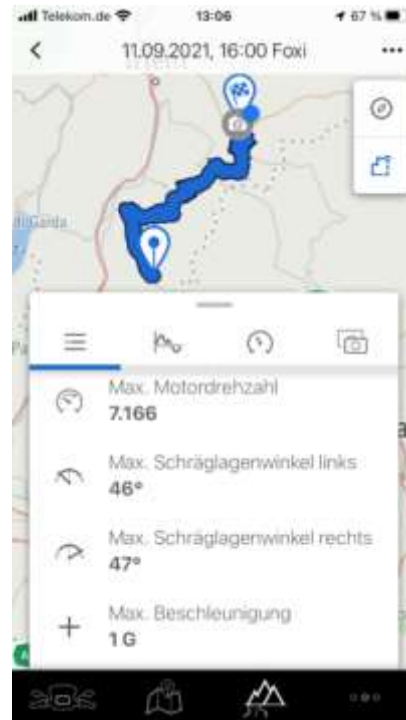 Telekom.de 13:06 67 %
11.09.2021, 16:00 Foxi
Max. Motordrehzahl
7.166
Max. Schräglagenwinkel links
46°
Max. Schräglagenwinkel rechts
47°
Max. Beschleunigung
1 G